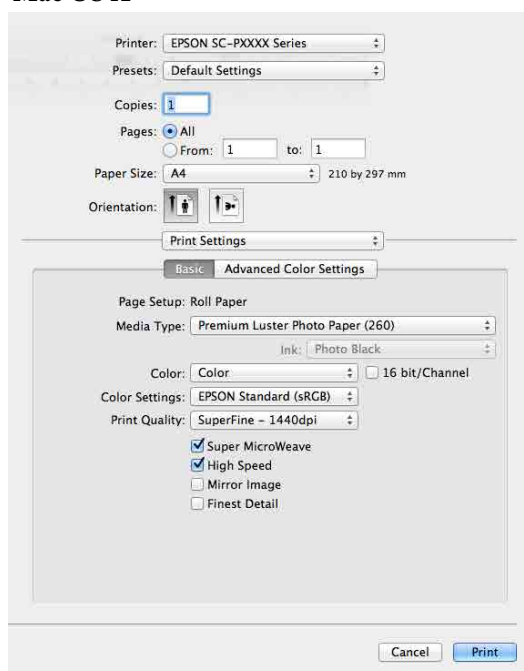 Printer: EPSON SC-PXXXX Series
Presets: Default Settings
Copies: 1
Pages: All
From: 1 to: 1
Paper Size: A4 210 by 297 mm
Orientation:
Print Settings
Basic Advanced Color Settings
Page Setup: Roll Paper
Media Type: Premium Luster Photo Paper (260)
Ink: Photo Black
Color: Color 16 bit/Channel
Color Settings: EPSON Standard (sRGB)
Print Quality: SuperFine – 1440dpi
Super MicroWeave
High Speed
Mirror Image
Finest Detail
Cancel Print